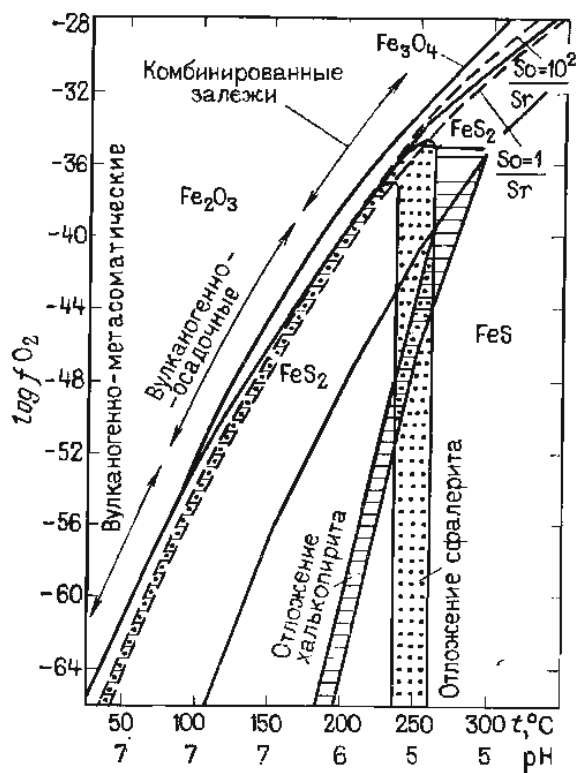 -28
-32
-36
-40
-44
-48
-52
-56
-60
-64
log fO₂
Fe₃O₄
Комбинированные
залежи
So=10²
Sr
FeS₂
So=1
Sr
Fe₂O₃
Вулканогенно-метасоматические
Вулканогенно-
-осадочные
FeS₂
FeS
Отложение
халькопирита
Отложение сфалерита
50 100 150 200 250 300 t,°C
7 7 7 6 5 5 pH